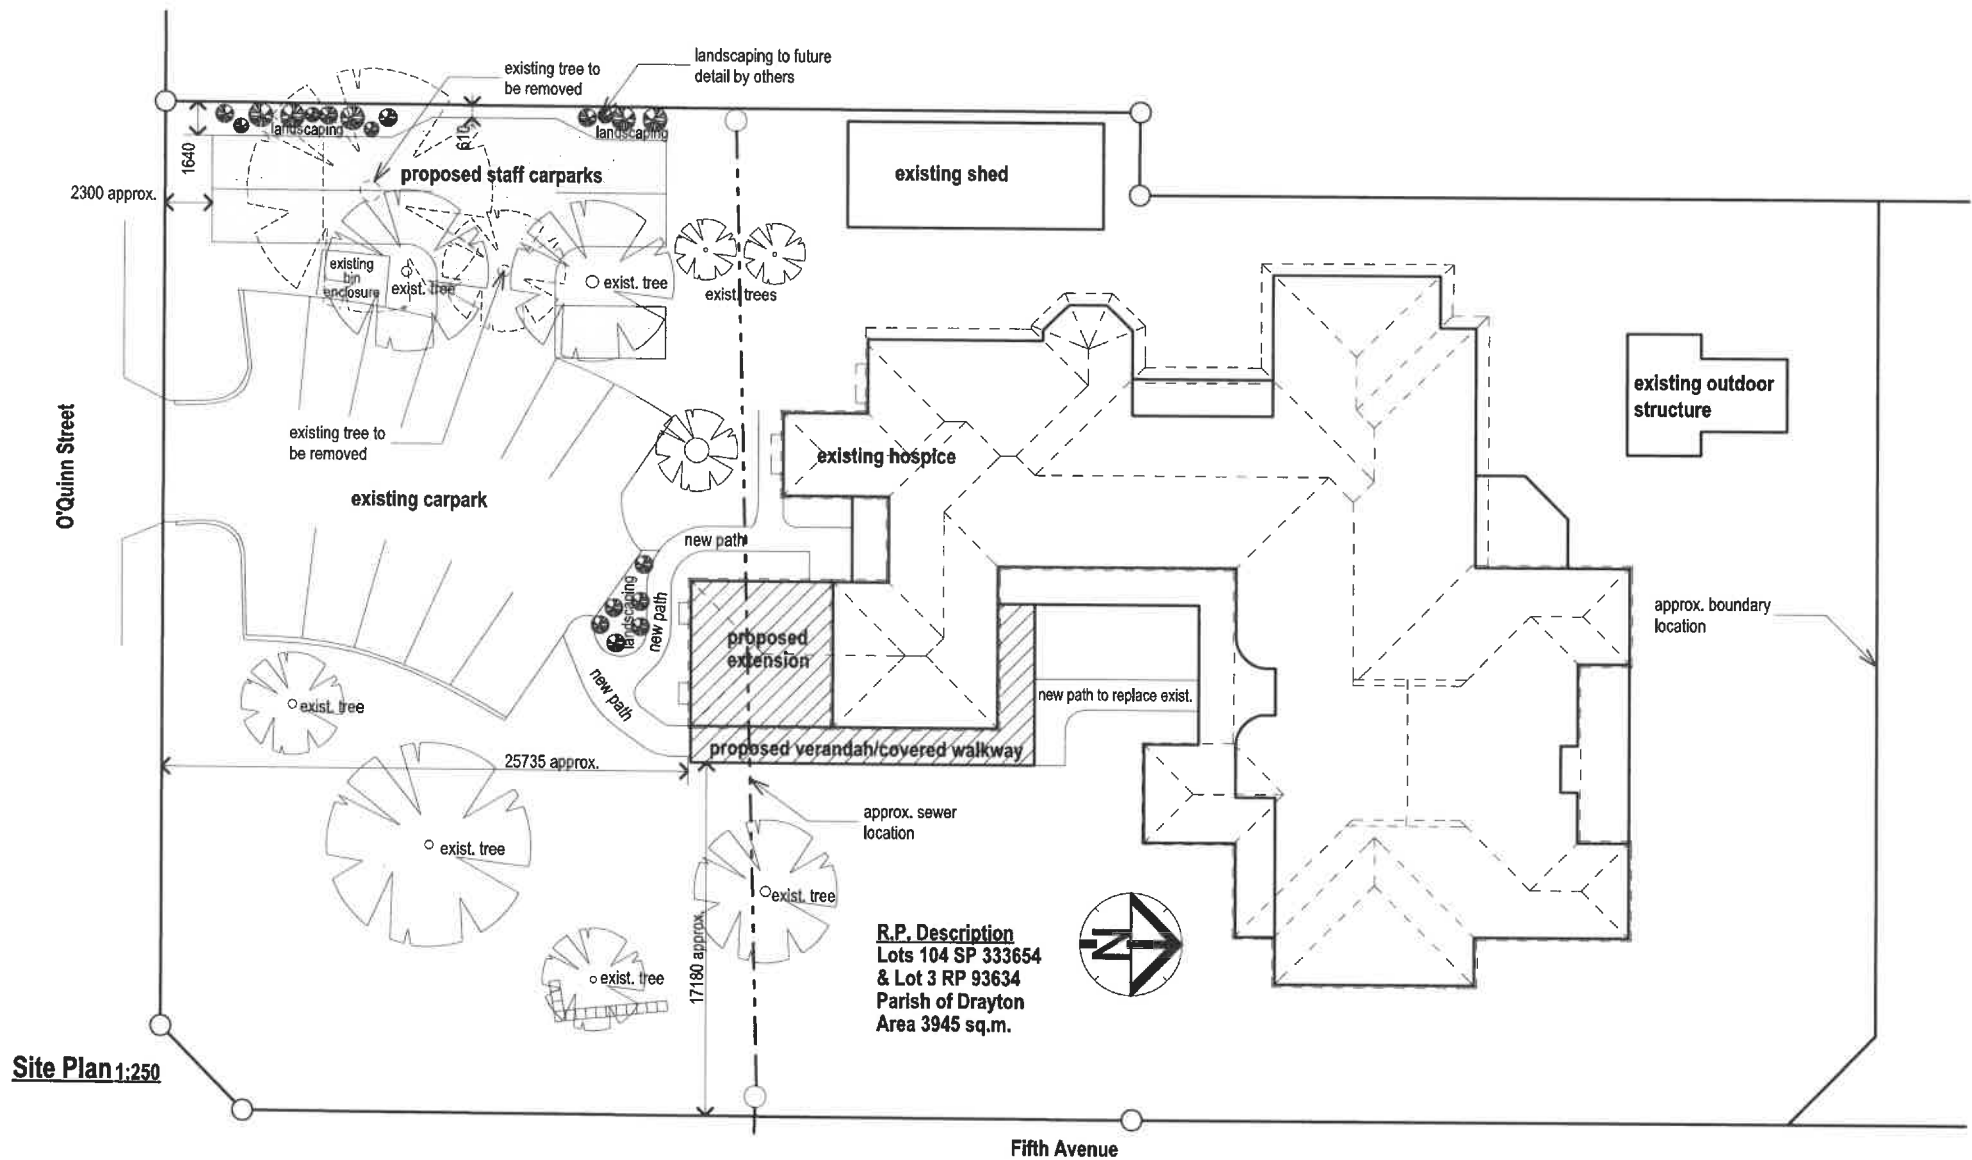 landscaping to future
detail by others
existing tree to
be removed
landscaping
landscaping
610
1640
2300 approx.
proposed staff carparks
existing shed
existing
bin
enclosure
exist. tree
exist. tree
exist. trees
existing outdoor
structure
existing tree to
be removed
O'Quinn Street
existing carpark
existing hospice
new path
landscaping
new path
new path
proposed
extension
approx. boundary
location
new path to replace exist.
exist. tree
proposed verandah/covered walkway
25735 approx.
approx. sewer
location
exist. tree
exist. tree
exist. tree
17180 approx.
R.P. Description
Lots 104 SP 333654
& Lot 3 RP 93634
Parish of Drayton
Area 3945 sq.m.
N
Site Plan 1:250
Fifth Avenue